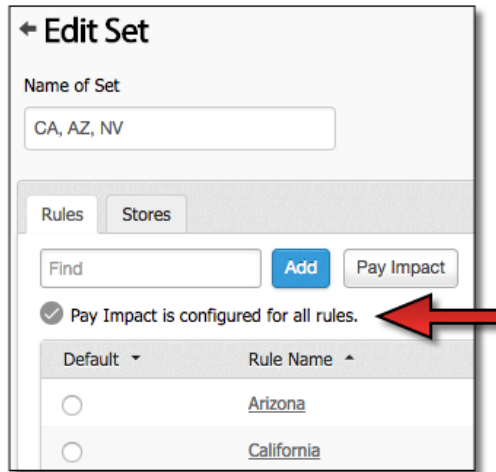 Edit Set
Name of Set
CA, AZ, NV
Rules Stores
Find Add Pay Impact
Pay Impact is configured for all rules.
Default Rule Name
Arizona
California